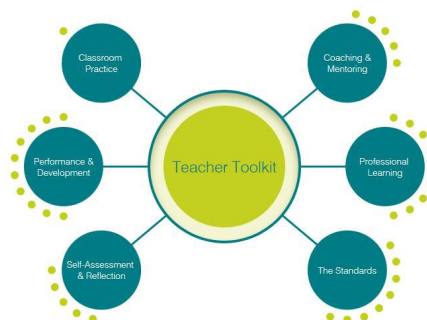 Classroom
Practice
Coaching &
Mentoring
Performance &
Development
Teacher Toolkit
Professional
Learning
Self-Assessment
& Reflection
The Standards